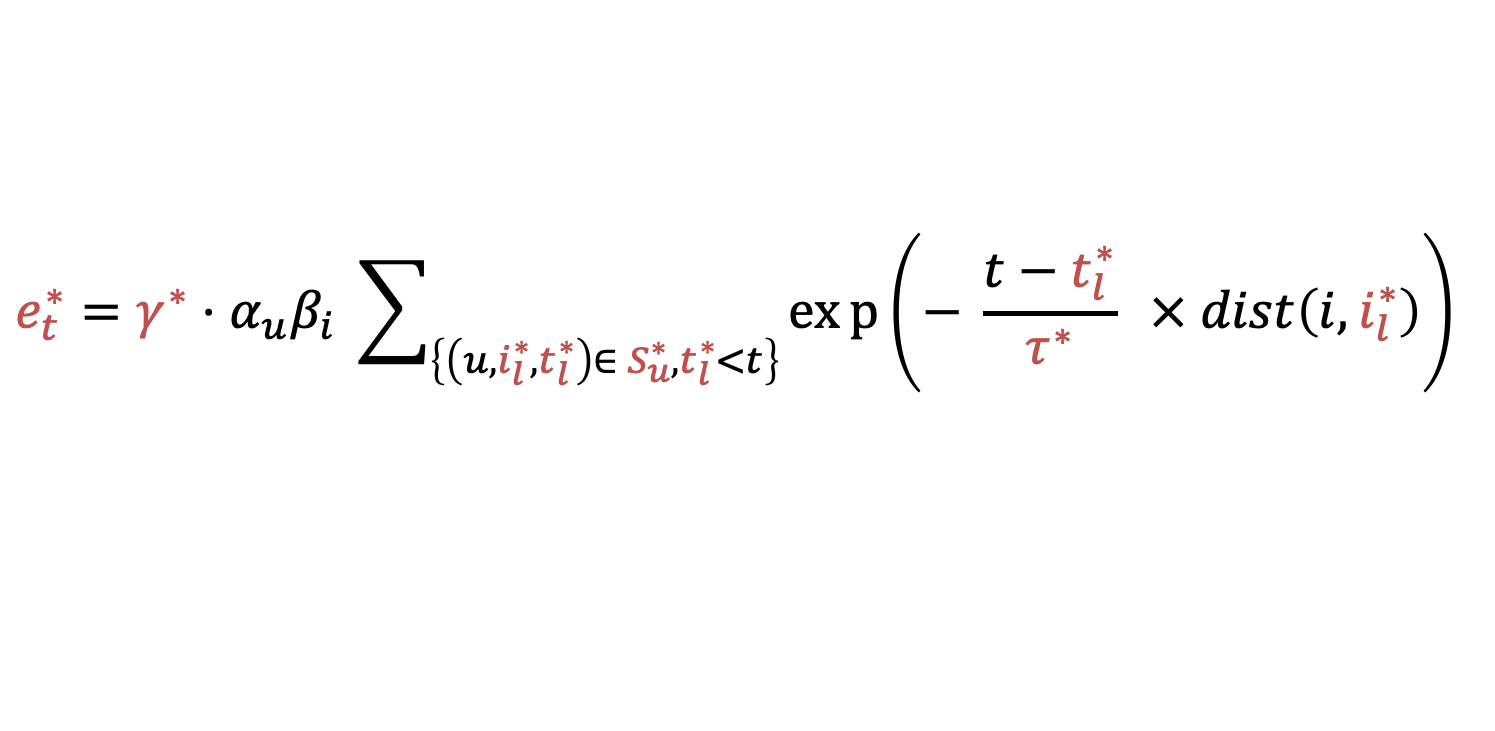 e_t^* = γ^* · α_u β_i ∑_{(u,i_l^*,t_l^*)∈ S_u^*,t_l^*<t} exp(− (t − t_l^*)/τ^* × dist(i, i_l^*))